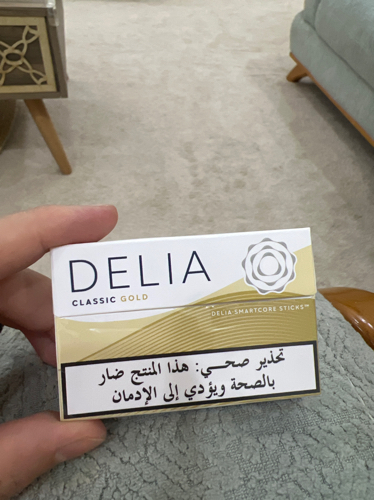 DELIA
CLASSIC GOLD
DELIA SMARTCORE STICKS™
تحذير صحي: هذا المنتج ضار
بالصحة ويؤدي إلى الإدمان